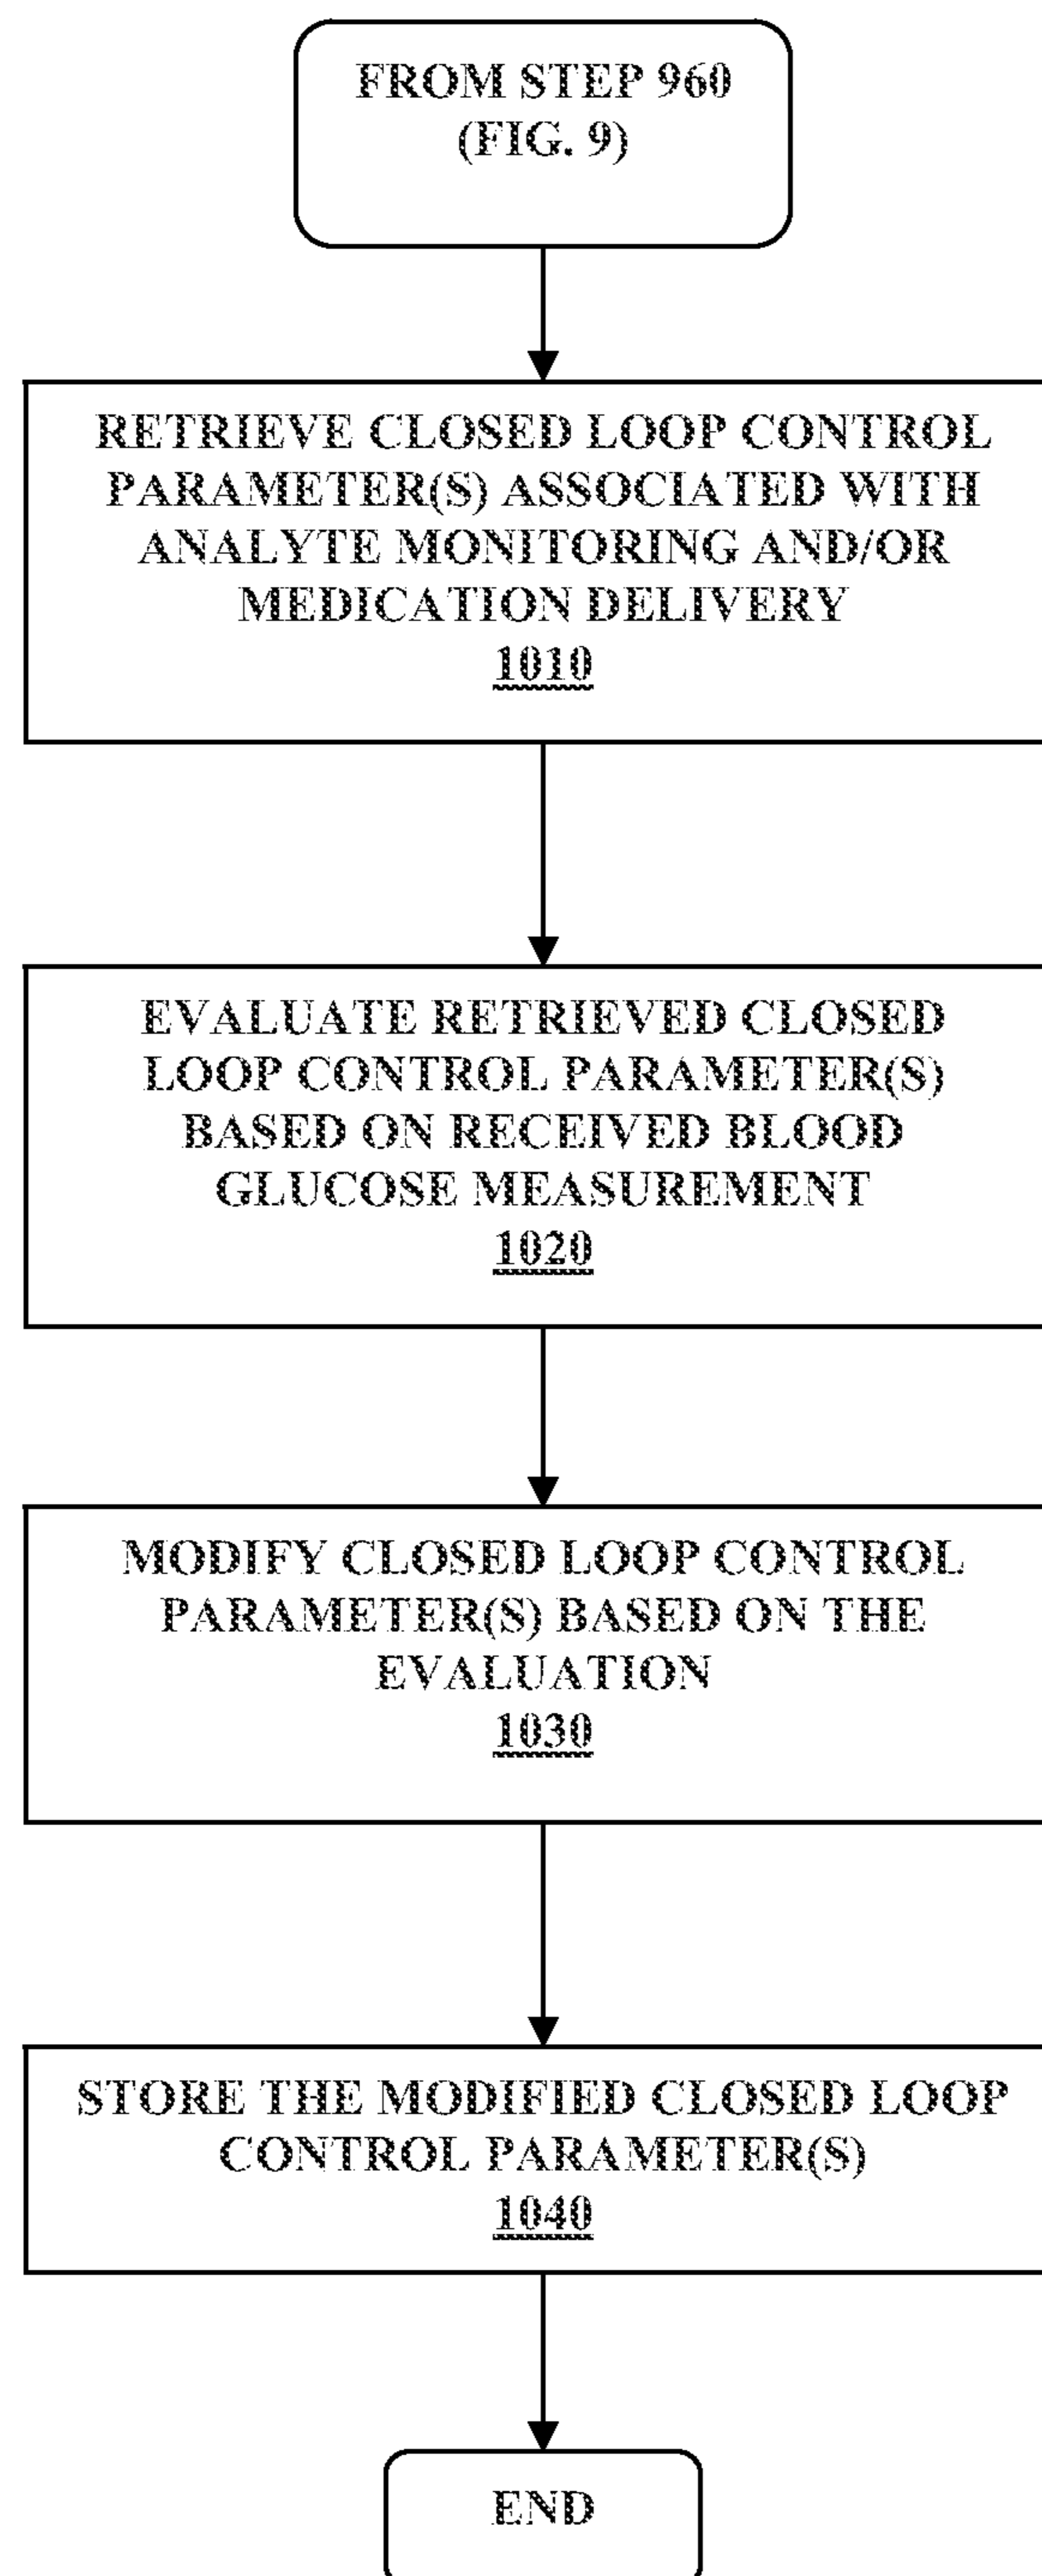 FROM STEP 960
(FIG. 9)
RETRIEVE CLOSED LOOP CONTROL
PARAMETER(S) ASSOCIATED WITH
ANALYTE MONITORING AND/OR
MEDICATION DELIVERY
1010
EVALUATE RETRIEVED CLOSED
LOOP CONTROL PARAMETER(S)
BASED ON RECEIVED BLOOD
GLUCOSE MEASUREMENT
1020
MODIFY CLOSED LOOP CONTROL
PARAMETER(S) BASED ON THE
EVALUATION
1030
STORE THE MODIFIED CLOSED LOOP
CONTROL PARAMETER(S)
1040
END